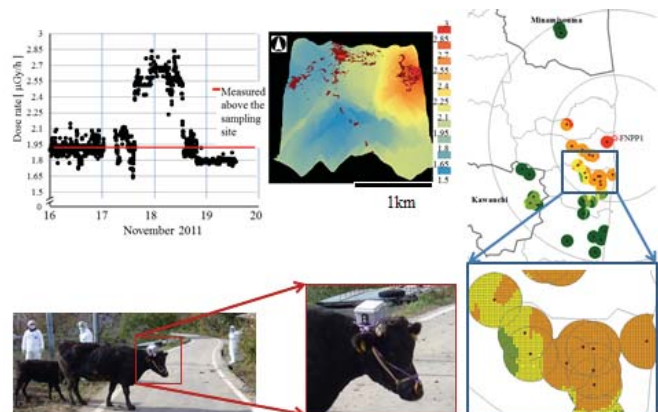 3
2.85
2.7
2.55
2.4
2.25
2.1
1.95
1.8
1.65
1.5
0
Dose rate [ μGy/h ]
16
17
18
19
20
November 2011
Measured
above the
sampling
site
3
2.85
2.7
2.55
2.4
2.25
2.1
1.95
1.8
1.65
1.5
1km
Minamisouma
FNPP1
Kawauchi